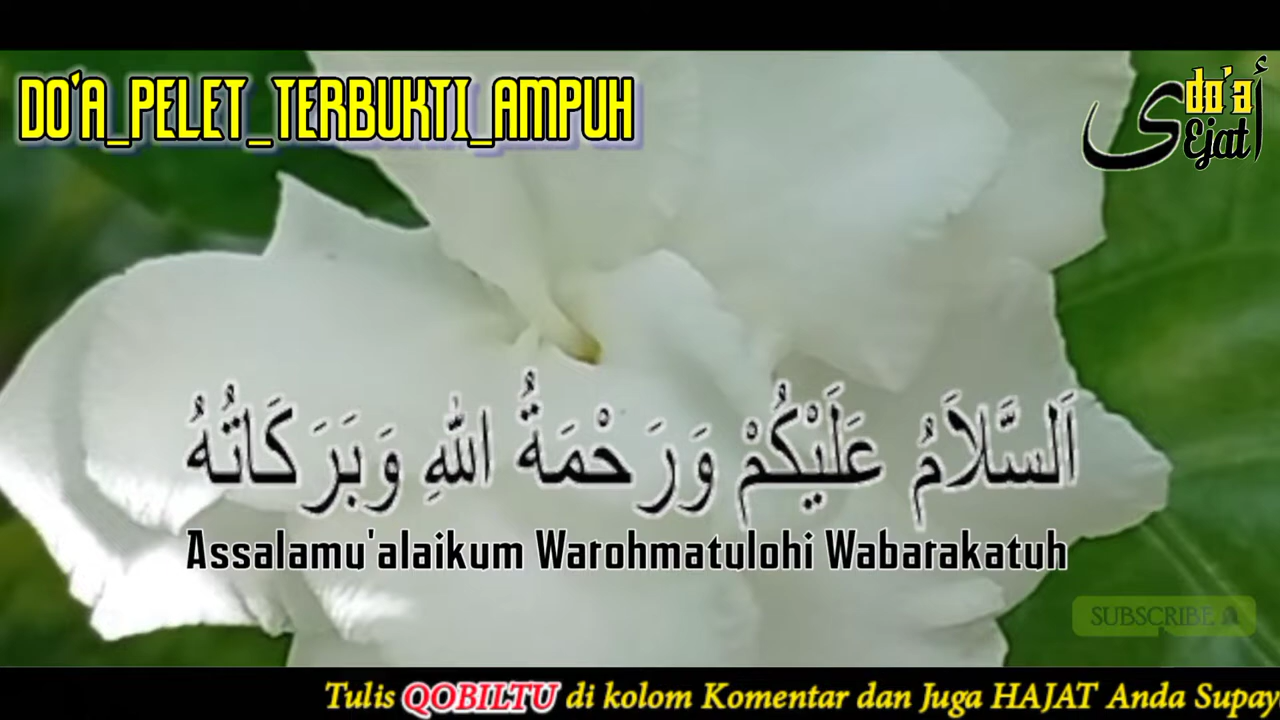 DO'A_PELET_TERBUKTI_AMPUH
do'a
Ejati
اَلسَّلاَمُ عَلَيْكُمْ وَرَحْمَةُ اللهِ وَبَرَكَاتُهُ
Assalamu'alaikum Warohmatulohi Wabarakatuh
SUBSCRIBE
Tulis QOBILTU di kolom Komentar dan Juga HAJAT Anda Supay